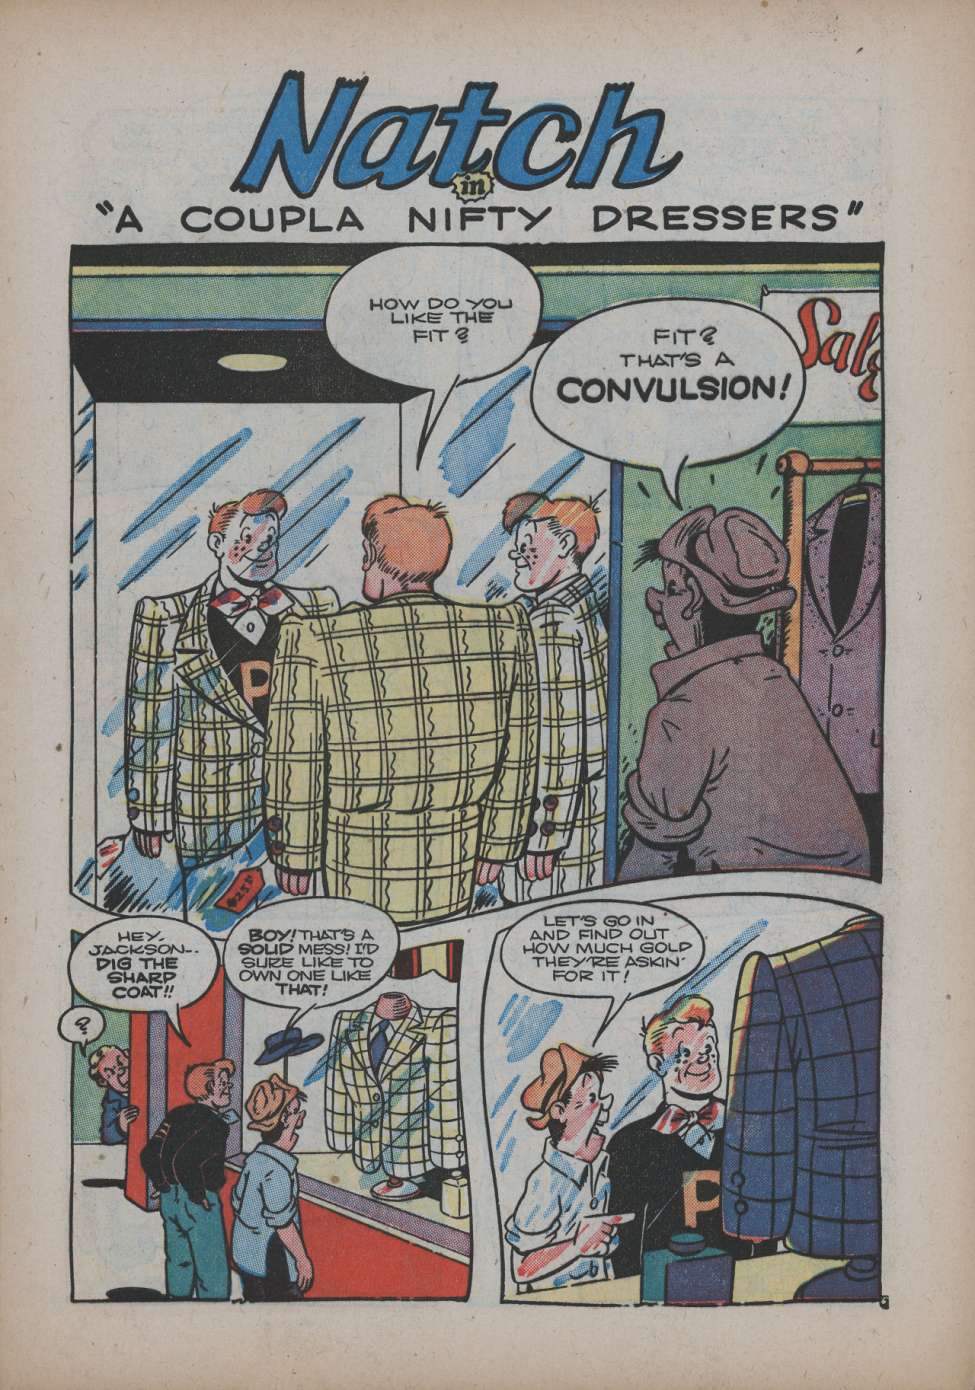 Natch
in
"A COUPLA NIFTY DRESSERS"
HOW DO YOU
LIKE THE
FIT?
FIT?
THAT'S A
CONVULSION!
Sale
P
$25
HEY,
JACKSON--
DIG THE
SHARP
COAT!!
BOY! THAT'S A
SOLID MESS! I'D
SURE LIKE TO
OWN ONE LIKE
THAT!
?
LET'S GO IN
AND FIND OUT
HOW MUCH GOLD
THEY'RE ASKIN'
FOR IT!
P